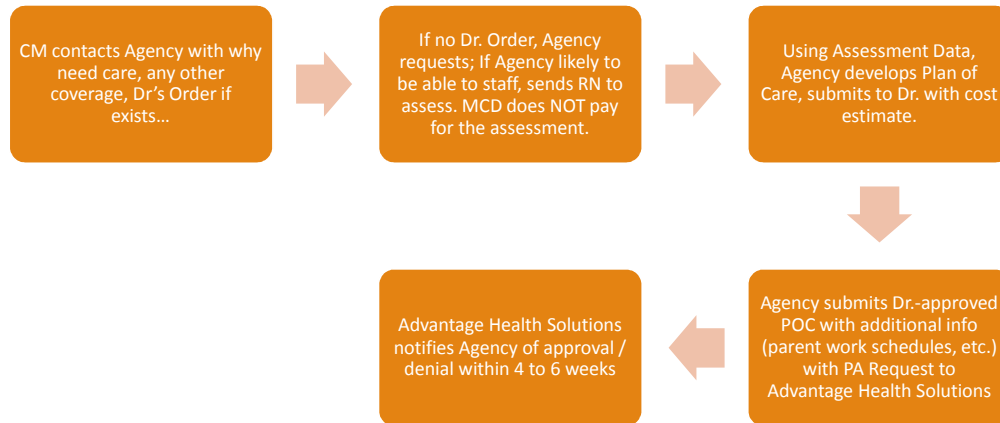 CM contacts Agency with why
need care, any other
coverage, Dr’s Order if
exists…
If no Dr. Order, Agency
requests; If Agency likely to
be able to staff, sends RN to
assess. MCD does NOT pay
for the assessment.
Using Assessment Data,
Agency develops Plan of
Care, submits to Dr. with cost
estimate.
Agency submits Dr.-approved
POC with additional info
(parent work schedules, etc.)
with PA Request to
Advantage Health Solutions
Advantage Health Solutions
notifies Agency of approval /
denial within 4 to 6 weeks